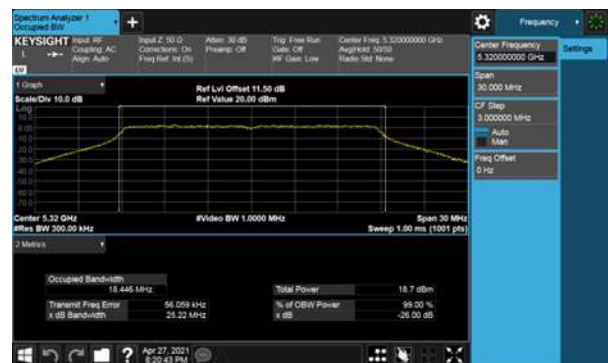 Spectrum Analyzer 1
Occupied BW
+
Frequency
KEYSIGHT Input: RF
Coupling: AC
Align: Auto
Input Z: 50 Ω
Corrections: On
Freq Ref: Int (S)
Atten: 30 dB
Preamp: Off
Trig: Free Run
Gate: Off
#IF Gain: Low
Center Freq: 5.320000000 GHz
Avg|Hold: 50/50
Radio Std: None
Center Frequency
5.320000000 GHz
Settings
Span
30.000 MHz
CF Step
3.000000 MHz
Auto
Man
Freq Offset
0 Hz
1 Graph
Scale/Div 10.0 dB
Ref Lvl Offset 11.50 dB
Ref Value 20.00 dBm
Log
10.0
0.00
-10.0
-20.0
-30.0
-40.0
-50.0
-60.0
-70.0
Center 5.32 GHz
#Res BW 300.00 kHz
#Video BW 1.0000 MHz
Span 30 MHz
Sweep 1.00 ms (1001 pts)
2 Metrics
Occupied Bandwidth
18.446 MHz
Total Power
18.7 dBm
Transmit Freq Error
56.059 kHz
% of OBW Power
99.00 %
x dB Bandwidth
25.22 MHz
x dB
-26.00 dB
?
Apr 27, 2021
8:20:43 PM